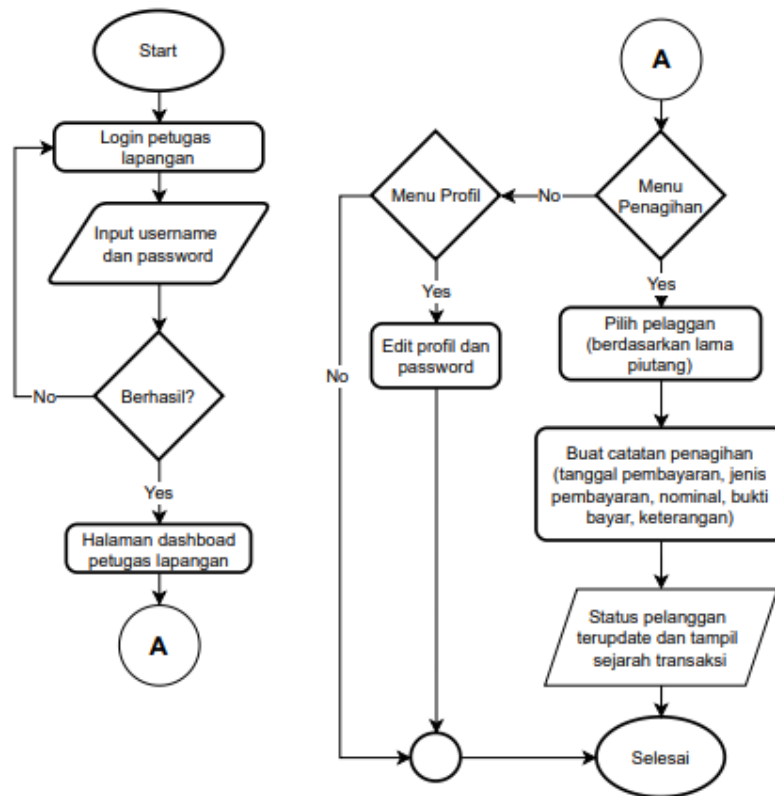 Start
Login petugas
lapangan
Input username
dan password
Berhasil?
No
Yes
Halaman dashboad
petugas lapangan
A
A
Menu
Penagihan
No
Menu Profil
Yes
Yes
Edit profil dan
password
No
Pilih pelaggan
(berdasarkan lama
piutang)
Buat catatan penagihan
(tanggal pembayaran, jenis
pembayaran, nominal, bukti
bayar, keterangan)
Status pelanggan
terupdate dan tampil
sejarah transaksi
Selesai